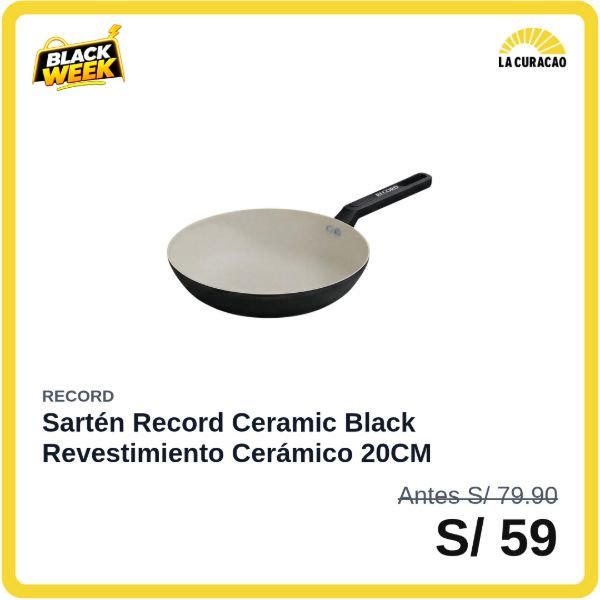 BLACK
WEEK
LA CURACAO
RECORD
RECORD
Sartén Record Ceramic Black
Revestimiento Cerámico 20CM
Antes S/ 79.90
S/ 59